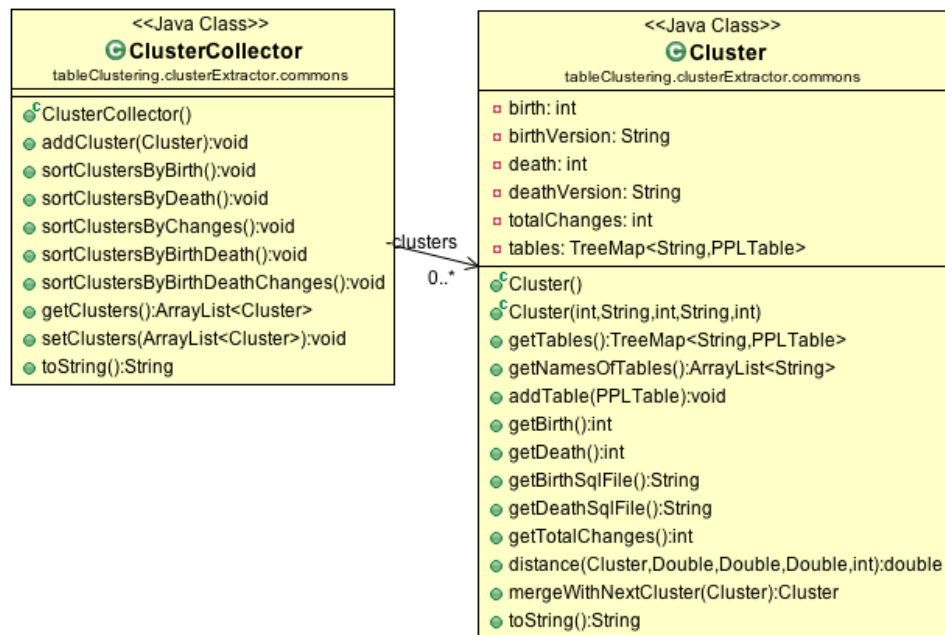 <<Java Class>>
C ClusterCollector
tableClustering.clusterExtractor.commons
c ClusterCollector()
addCluster(Cluster):void
sortClustersByBirth():void
sortClustersByDeath():void
sortClustersByChanges():void
sortClustersByBirthDeath():void
sortClustersByBirthDeathChanges():void
getClusters():ArrayList<Cluster>
setClusters(ArrayList<Cluster>):void
toString():String
-clusters
0..*
<<Java Class>>
C Cluster
tableClustering.clusterExtractor.commons
birth: int
birthVersion: String
death: int
deathVersion: String
totalChanges: int
tables: TreeMap<String,PPLTable>
c Cluster()
c Cluster(int,String,int,String,int)
getTables():TreeMap<String,PPLTable>
getNamesOfTables():ArrayList<String>
addTable(PPLTable):void
getBirth():int
getDeath():int
getBirthSqlFile():String
getDeathSqlFile():String
getTotalChanges():int
distance(Cluster,Double,Double,Double,int):double
mergeWithNextCluster(Cluster):Cluster
toString():String